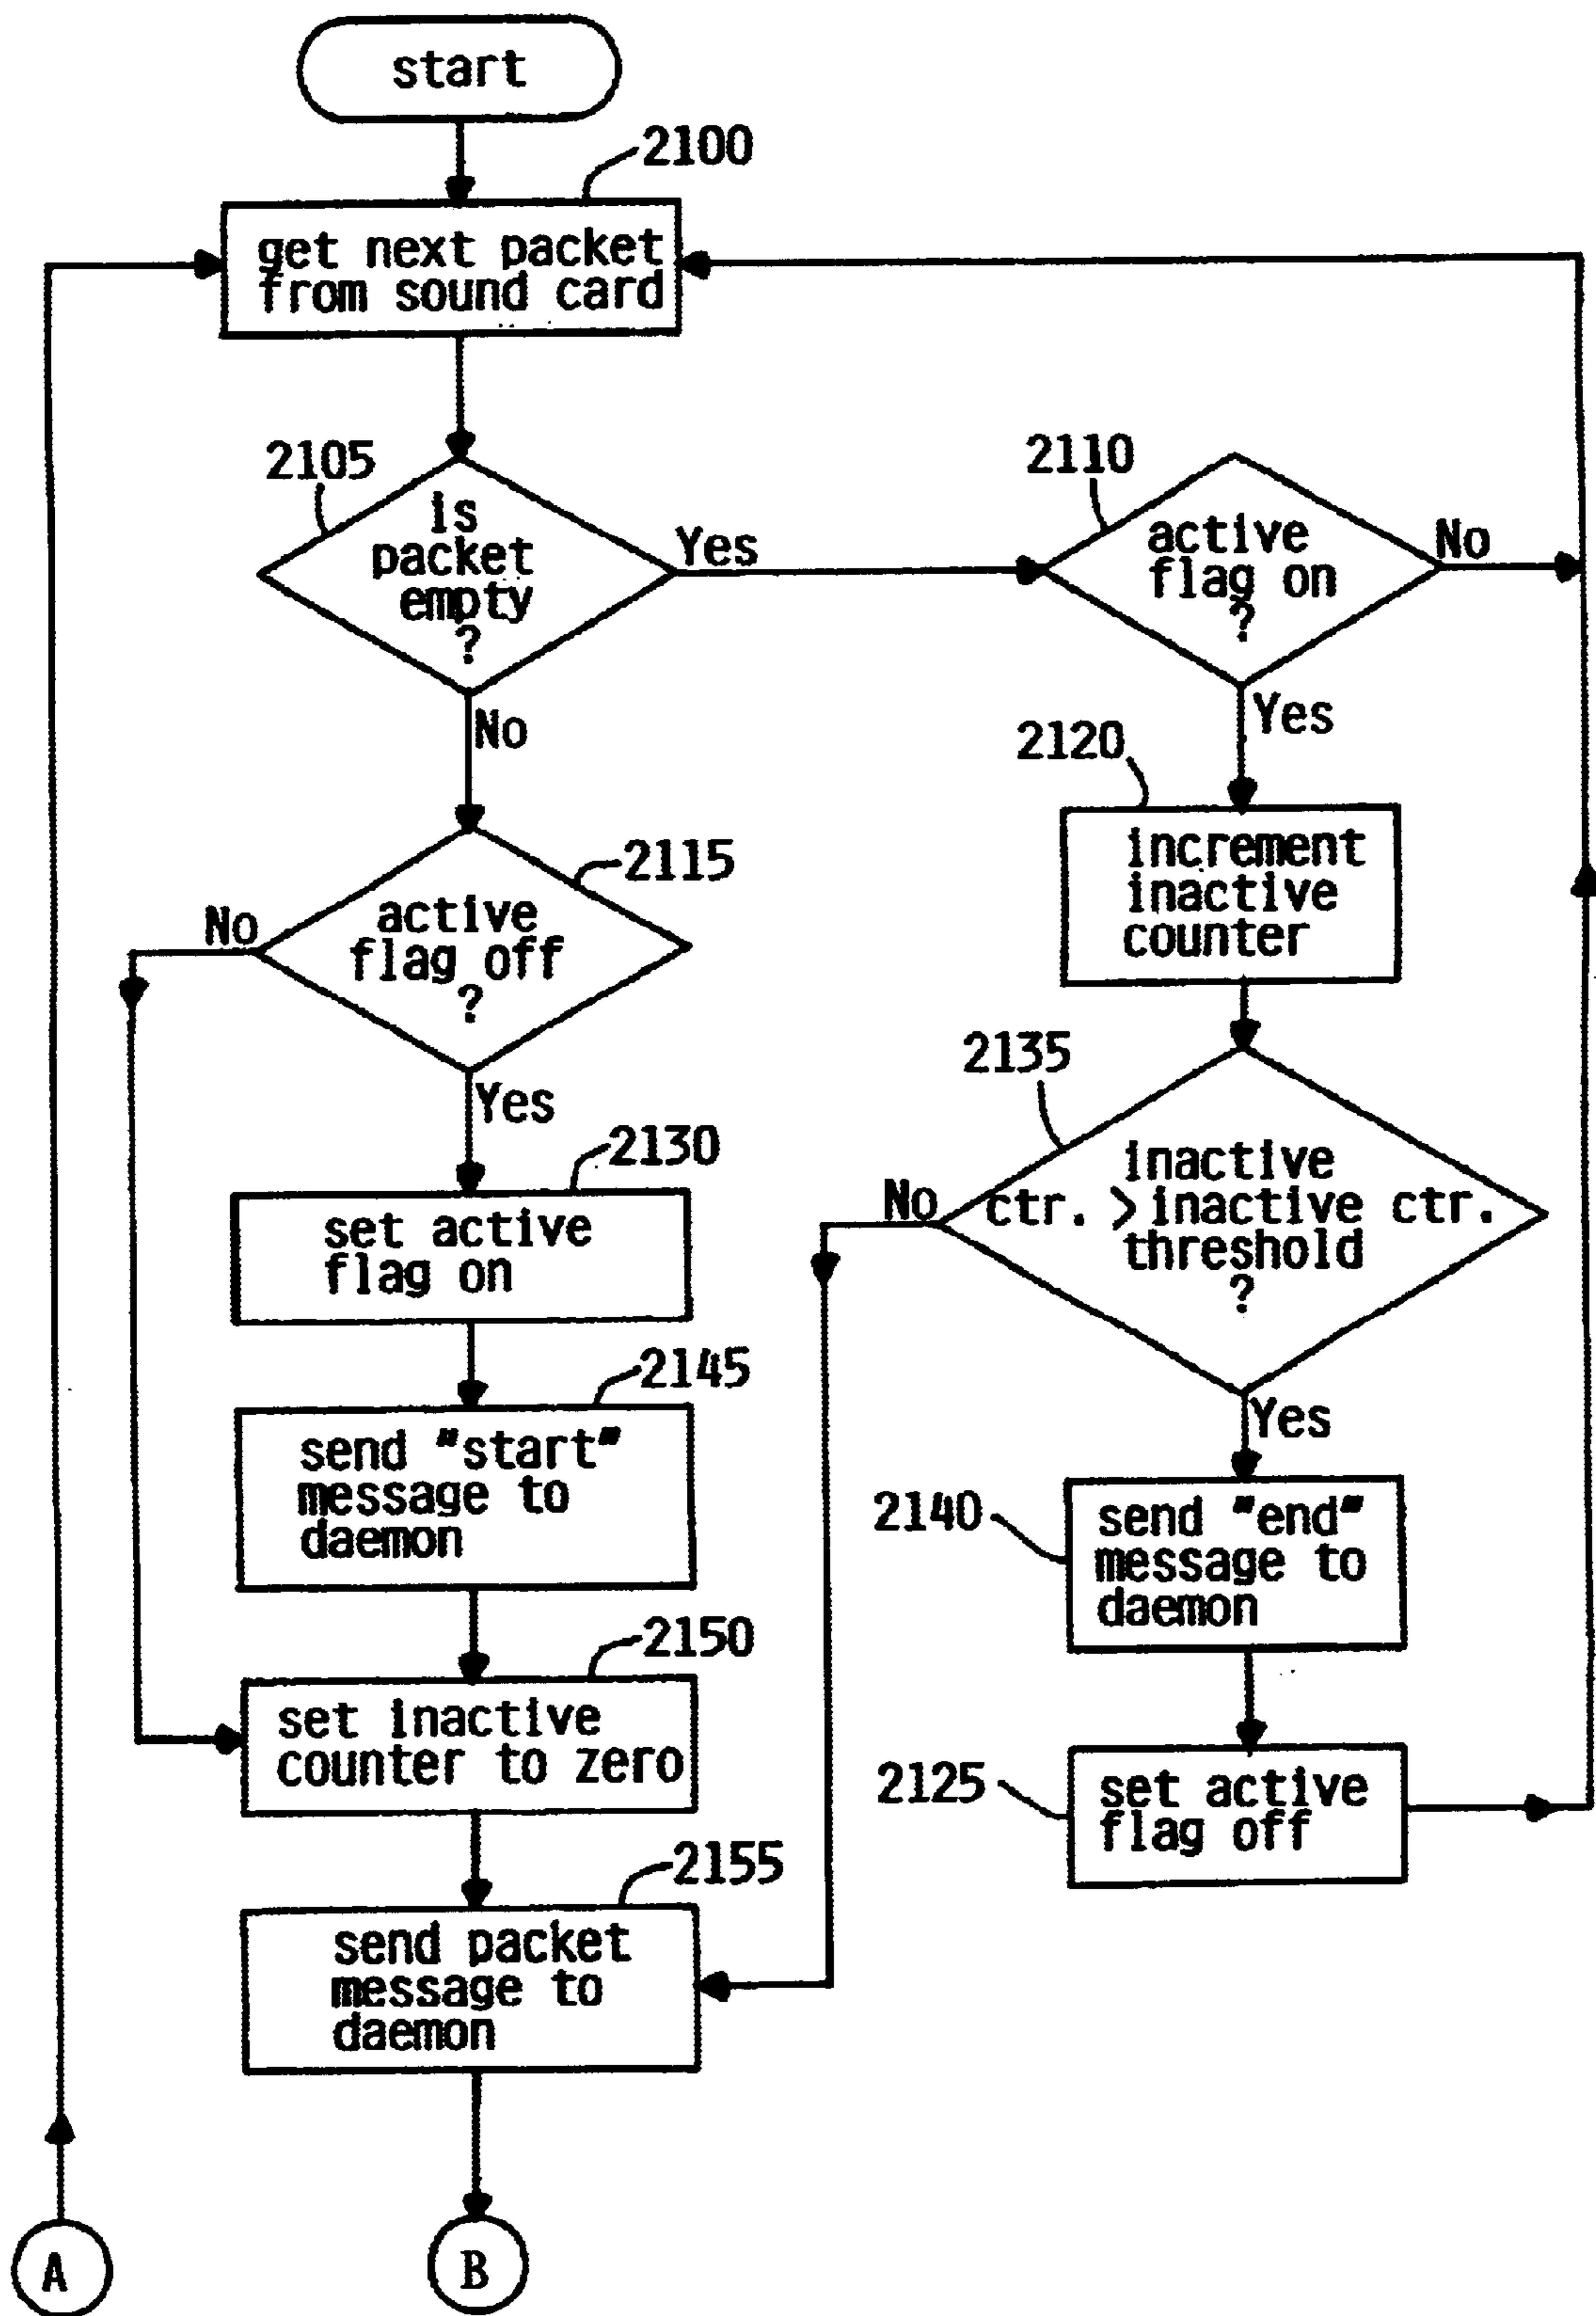 start
2100
get next packet
from sound card
2105
is
packet
empty
?
Yes
No
2110
active
flag on
?
No
Yes
2115
active
flag off
?
No
Yes
2120
increment
inactive
counter
2130
set active
flag on
2135
inactive
ctr. > inactive ctr.
threshold
?
No
Yes
2145
send "start"
message to
daemon
2140
send "end"
message to
daemon
2150
set inactive
counter to zero
2125
set active
flag off
2155
send packet
message to
daemon
A
B